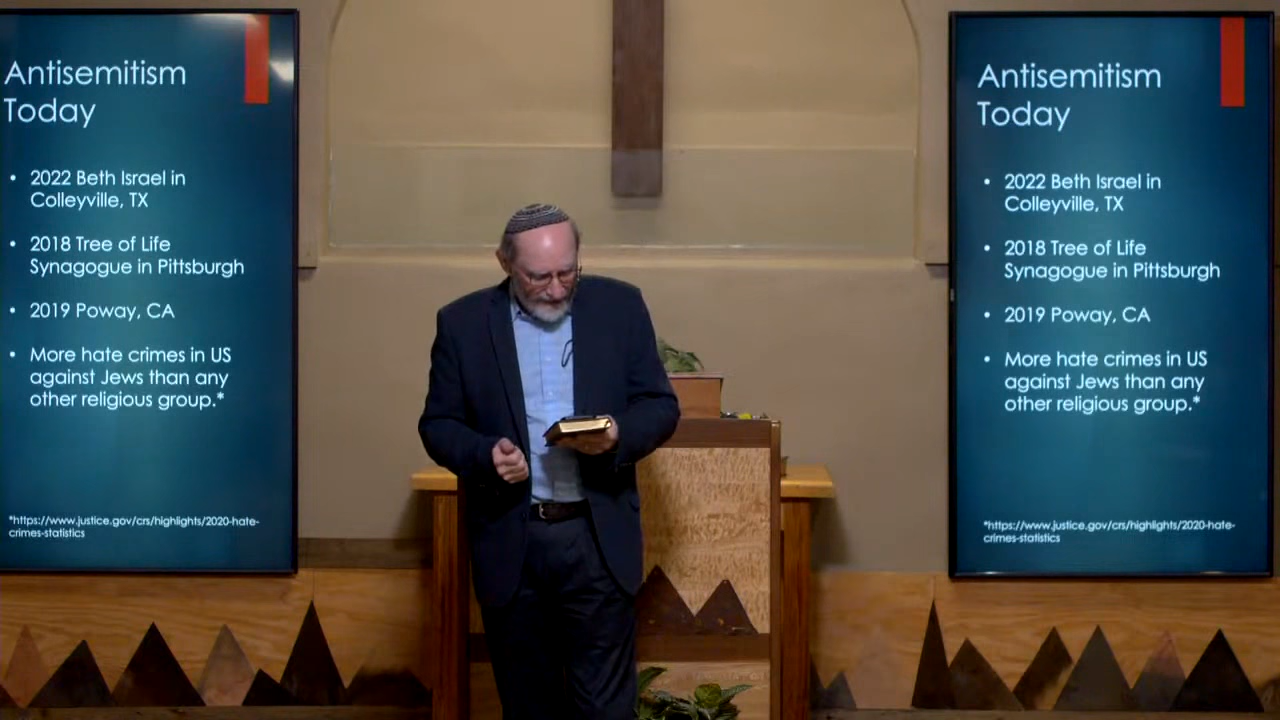 Antisemitism
Today
• 2022 Beth Israel in
Colleyville, TX
• 2018 Tree of Life
Synagogue in Pittsburgh
• 2019 Poway, CA
• More hate crimes in US
against Jews than any
other religious group.*
*https://www.justice.gov/crs/highlights/2020-hate-
crimes-statistics
Antisemitism
Today
• 2022 Beth Israel in
Colleyville, TX
• 2018 Tree of Life
Synagogue in Pittsburgh
• 2019 Poway, CA
• More hate crimes in US
against Jews than any
other religious group.*
*https://www.justice.gov/crs/highlights/2020-hate-
crimes-statistics